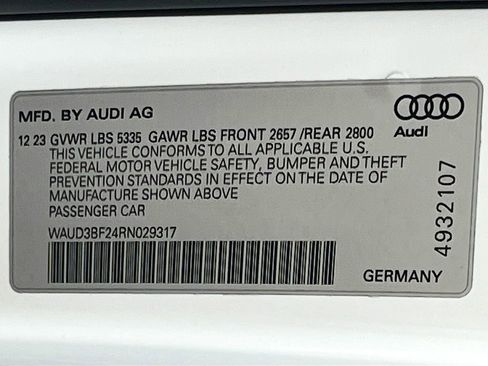 MFD. BY AUDI AG
Audi
12 23 GVWR LBS 5335 GAWR LBS FRONT 2657 /REAR 2800
THIS VEHICLE CONFORMS TO ALL APPLICABLE U.S.
FEDERAL MOTOR VEHICLE SAFETY, BUMPER AND THEFT
PREVENTION STANDARDS IN EFFECT ON THE DATE OF
MANUFACTURE SHOWN ABOVE
PASSENGER CAR
WAUD3BF24RN029317
4932107
GERMANY